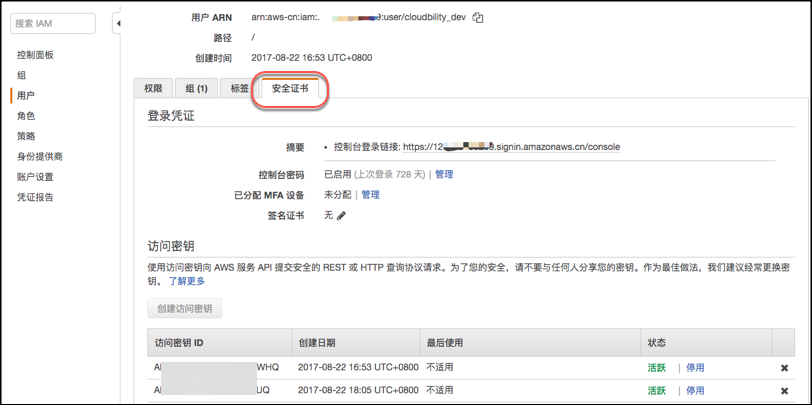 搜索 IAM
控制面板
组
用户
角色
策略
身份提供商
账户设置
凭证报告
用户 ARN arn:aws-cn:iam:. 9:user/cloudbility_dev
路径 /
创建时间 2017-08-22 16:53 UTC+0800
权限 组 (1) 标签 安全证书
登录凭证
摘要 • 控制台登录链接: https://12 9.signin.amazonaws.cn/console
控制台密码 已启用 (上次登录 728 天) | 管理
已分配 MFA 设备 未分配 | 管理
签名证书 无
访问密钥
使用访问密钥向 AWS 服务 API 提交安全的 REST 或 HTTP 查询协议请求。为了您的安全，请不要与任何人分享您的密钥。作为最佳做法，我们建议经常更换密
钥。 了解更多
创建访问密钥
访问密钥 ID 创建日期 最后使用 状态
WHQ 2017-08-22 16:53 UTC+0800 不适用 活跃 | 停用
UQ 2017-08-22 18:05 UTC+0800 不适用 活跃 | 停用